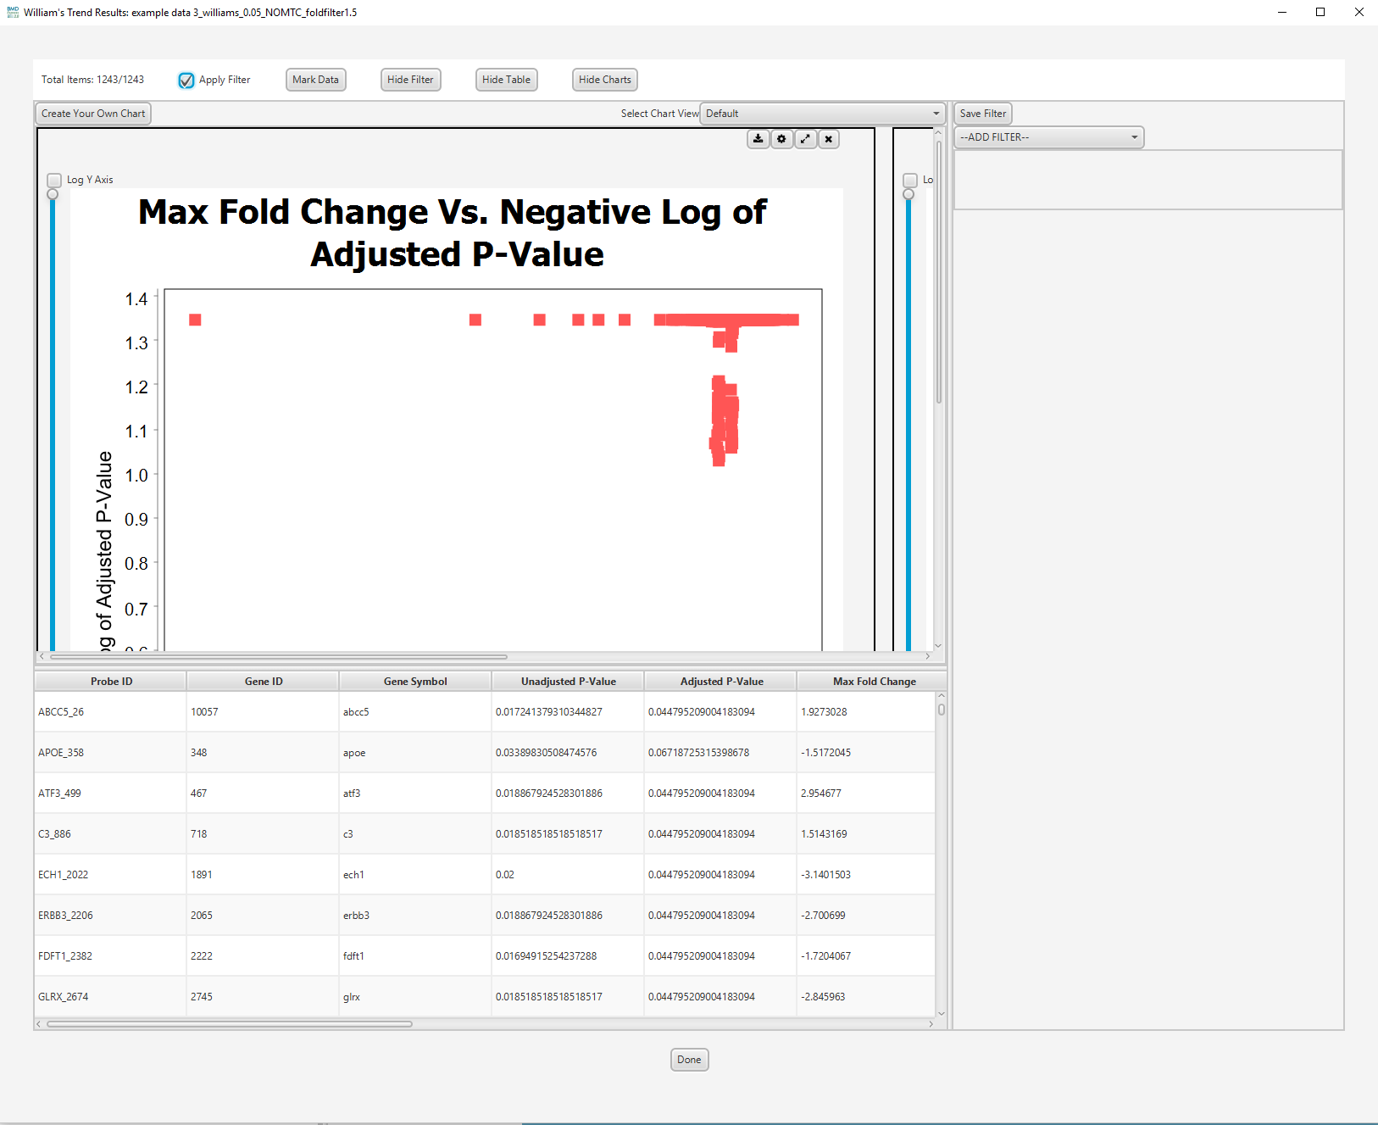 William's Trend Results: example data 3_williams_0.05_NOMTC_foldfilter1.5
Total Items: 1243/1243 Apply Filter Mark Data Hide Filter Hide Table Hide Charts
Create Your Own Chart Select Chart View Default Save Filter
--ADD FILTER--
Log Y Axis Lo
Max Fold Change Vs. Negative Log of
Adjusted P-Value
1.4
1.3
1.2
1.1
1.0
0.9
0.8
0.7
og of Adjusted P-Value
Probe ID Gene ID Gene Symbol Unadjusted P-Value Adjusted P-Value Max Fold Change
ABCC5_26 10057 abcc5 0.017241379310344827 0.044795209004183094 1.9273028
APOE_358 348 apoe 0.03389830508474576 0.06718725315398678 -1.5172045
ATF3_499 467 atf3 0.018867924528301886 0.044795209004183094 2.954677
C3_886 718 c3 0.018518518518518517 0.044795209004183094 1.5143169
ECH1_2022 1891 ech1 0.02 0.044795209004183094 -3.1401503
ERBB3_2206 2065 erbb3 0.018867924528301886 0.044795209004183094 -2.700699
FDFT1_2382 2222 fdft1 0.01694915254237288 0.044795209004183094 -1.7204067
GLRX_2674 2745 glrx 0.018518518518518517 0.044795209004183094 -2.845963
Done